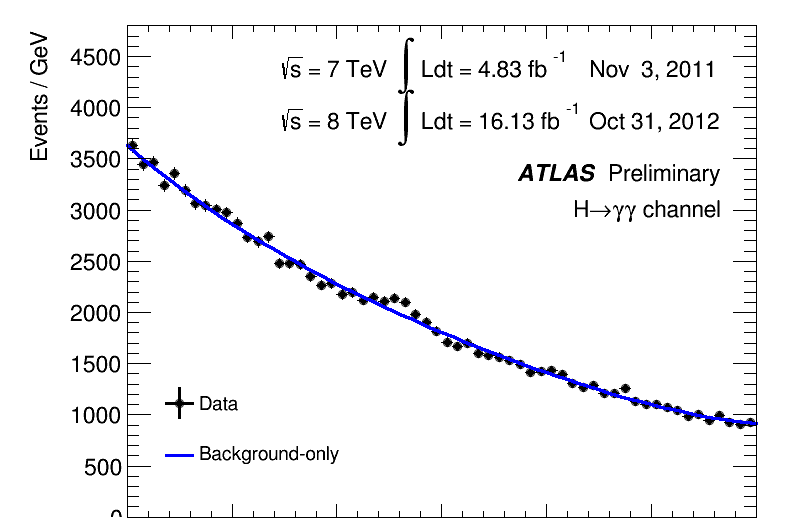 Events / GeV
4500
4000
3500
3000
2500
2000
1500
1000
500
0
√s = 7 TeV ∫ Ldt = 4.83 fb⁻¹ Nov 3, 2011
√s = 8 TeV ∫ Ldt = 16.13 fb⁻¹ Oct 31, 2012
ATLAS Preliminary
H→γγ channel
Data
Background-only